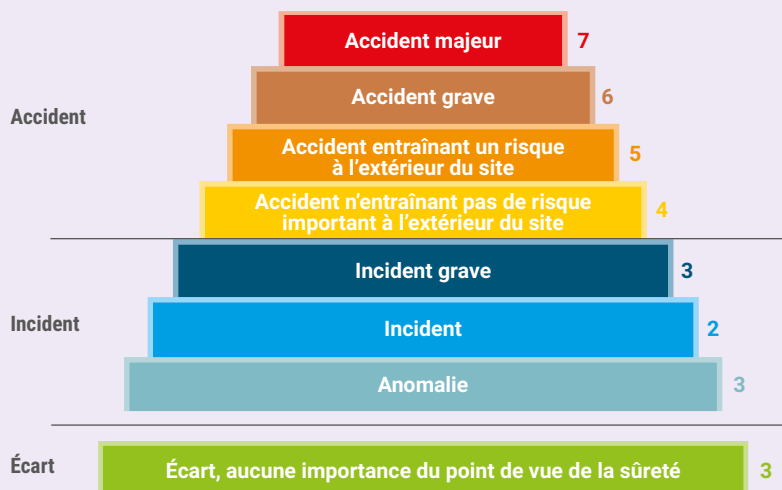 Accident majeur 7
Accident grave 6
Accident
Accident entraînant un risque
à l'extérieur du site 5
Accident n'entraînant pas de risque
important à l'extérieur du site 4
Incident grave 3
Incident
Incident 2
Anomalie 3
Écart
Écart, aucune importance du point de vue de la sûreté 3